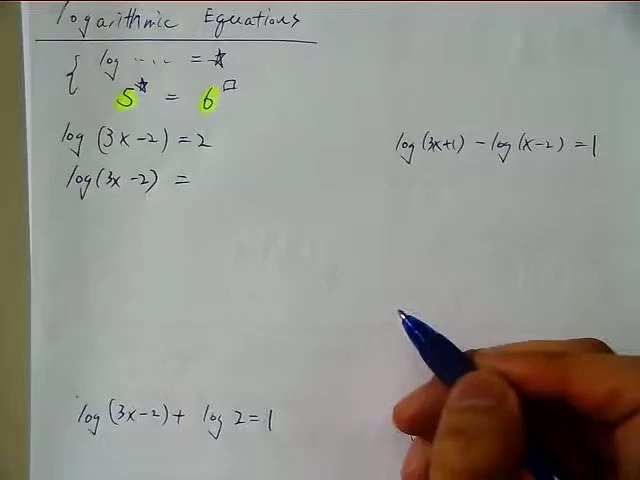 Logarithmic Equations
{ log .... = ☆
5^☆ = 6^□
log (3x-2) = 2
log(3x+1) - log(x-2) = 1
log(3x-2) =
log(3x-2) + log 2 = 1